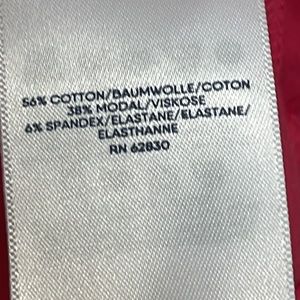 56% COTTON/BAUMWOLLE/COTON
38% MODAL/VISKOSE
6% SPANDEX/ELASTANE/ELASTANE/
ELASTHANNE
RN 62830